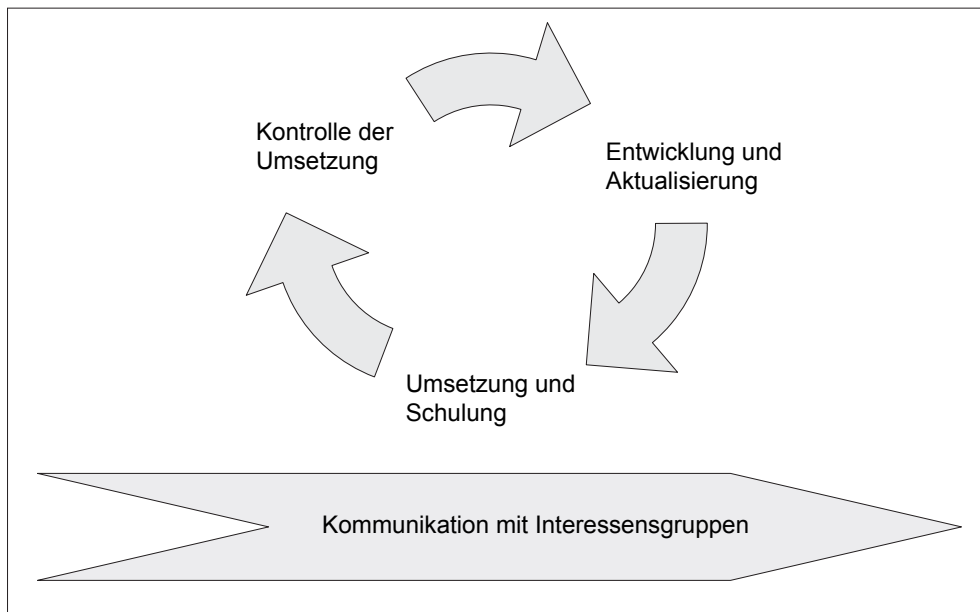 Kontrolle der
Umsetzung
Entwicklung und
Aktualisierung
Umsetzung und
Schulung
Kommunikation mit Interessensgruppen